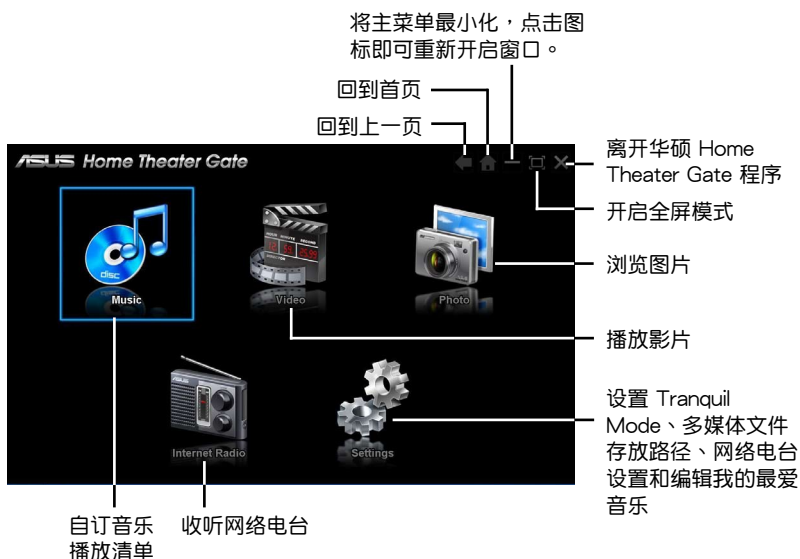 将主菜单最小化，点击图
标即可重新开启窗口。
回到首页
回到上一页
ASUS Home Theater Gate
离开华硕 Home
Theater Gate 程序
开启全屏模式
disc
Music
Video
Photo
浏览图片
播放影片
Internet Radio
Settings
设置 Tranquil
Mode、多媒体文件
存放路径、网络电台
设置和编辑我的最爱
音乐
自订音乐
播放清单
收听网络电台